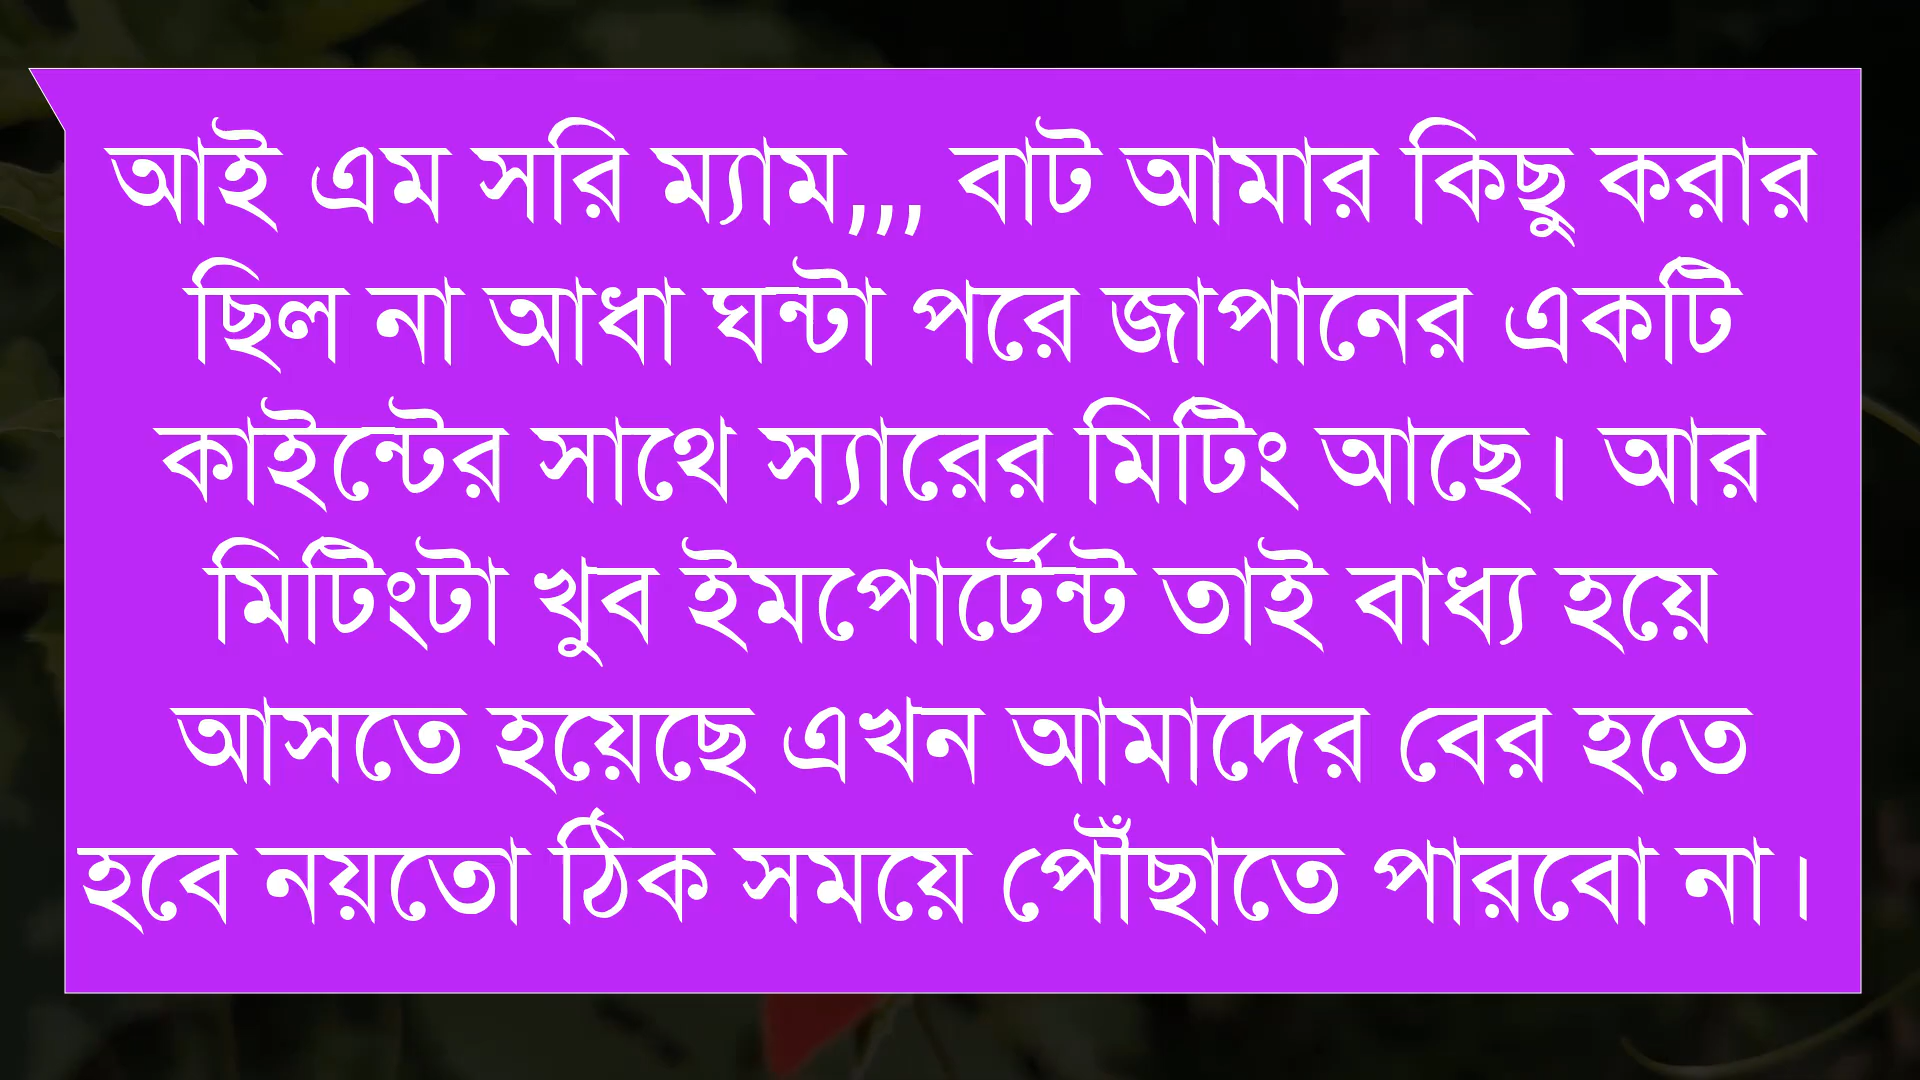 আই এম সরি ম্যাম,,, বাট আমার কিছু করার
ছিল না আধা ঘন্টা পরে জাপানের একটি
কাইন্টের সাথে স্যারের মিটিং আছে। আর
মিটিংটা খুব ইমপোর্টেন্ট তাই বাধ্য হয়ে
আসতে হয়েছে এখন আমাদের বের হতে
হবে নয়তো ঠিক সময়ে পৌঁছাতে পারবো না।